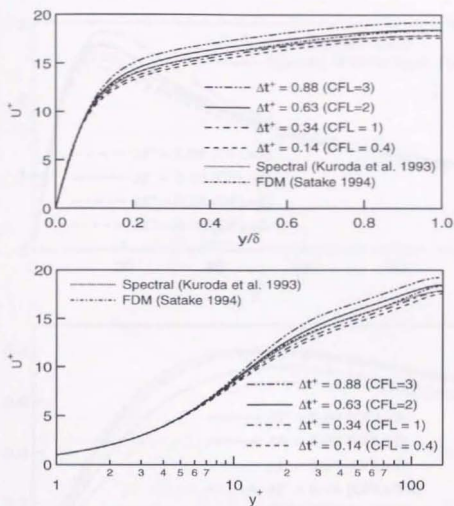 20
15
10
5
0
U+
Δt+ = 0.88 (CFL=3)
Δt+ = 0.63 (CFL=2)
Δt+ = 0.34 (CFL = 1)
Δt+ = 0.14 (CFL = 0.4)
Spectral (Kuroda et al. 1993)
FDM (Satake 1994)
0.0 0.2 0.4 0.6 0.8 1.0
y/δ
20
15
10
5
0
U+
Spectral (Kuroda et al. 1993)
FDM (Satake 1994)
Δt+ = 0.88 (CFL=3)
Δt+ = 0.63 (CFL=2)
Δt+ = 0.34 (CFL = 1)
Δt+ = 0.14 (CFL = 0.4)
1 2 3 4 5 6 7 10 2 3 4 5 6 7 100
y+